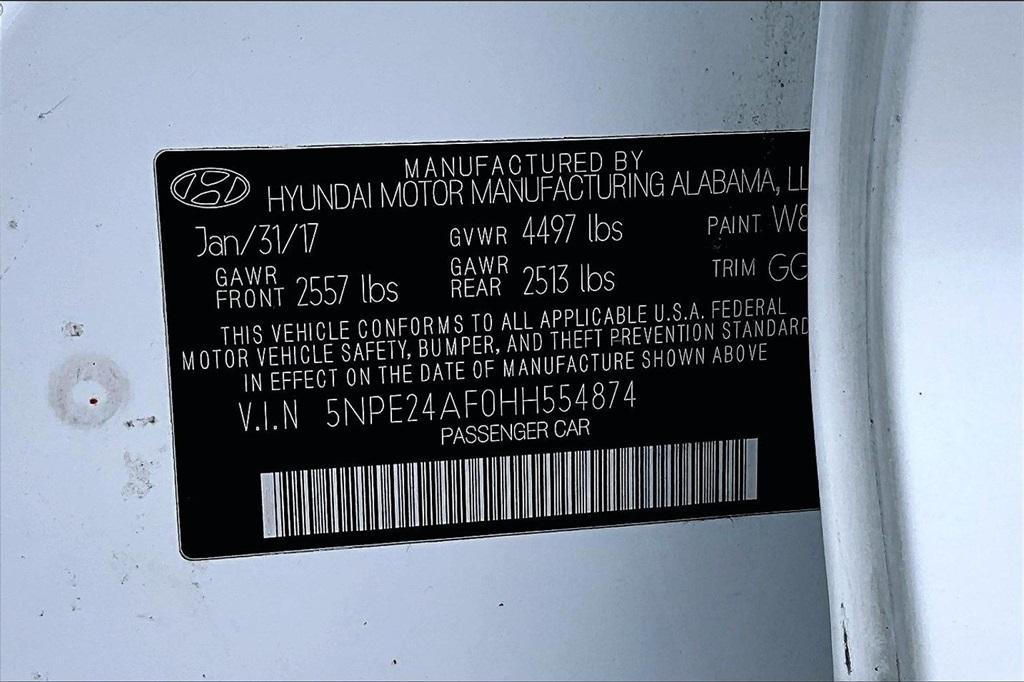 MANUFACTURED BY
HYUNDAI MOTOR MANUFACTURING ALABAMA, LL
Jan/31/17 GVWR 4497 lbs PAINT W8
GAWR FRONT 2557 lbs GAWR REAR 2513 lbs TRIM GG
THIS VEHICLE CONFORMS TO ALL APPLICABLE U.S.A. FEDERAL
MOTOR VEHICLE SAFETY, BUMPER, AND THEFT PREVENTION STANDARD
IN EFFECT ON THE DATE OF MANUFACTURE SHOWN ABOVE
V.I.N 5NPE24AF0HH554874
PASSENGER CAR